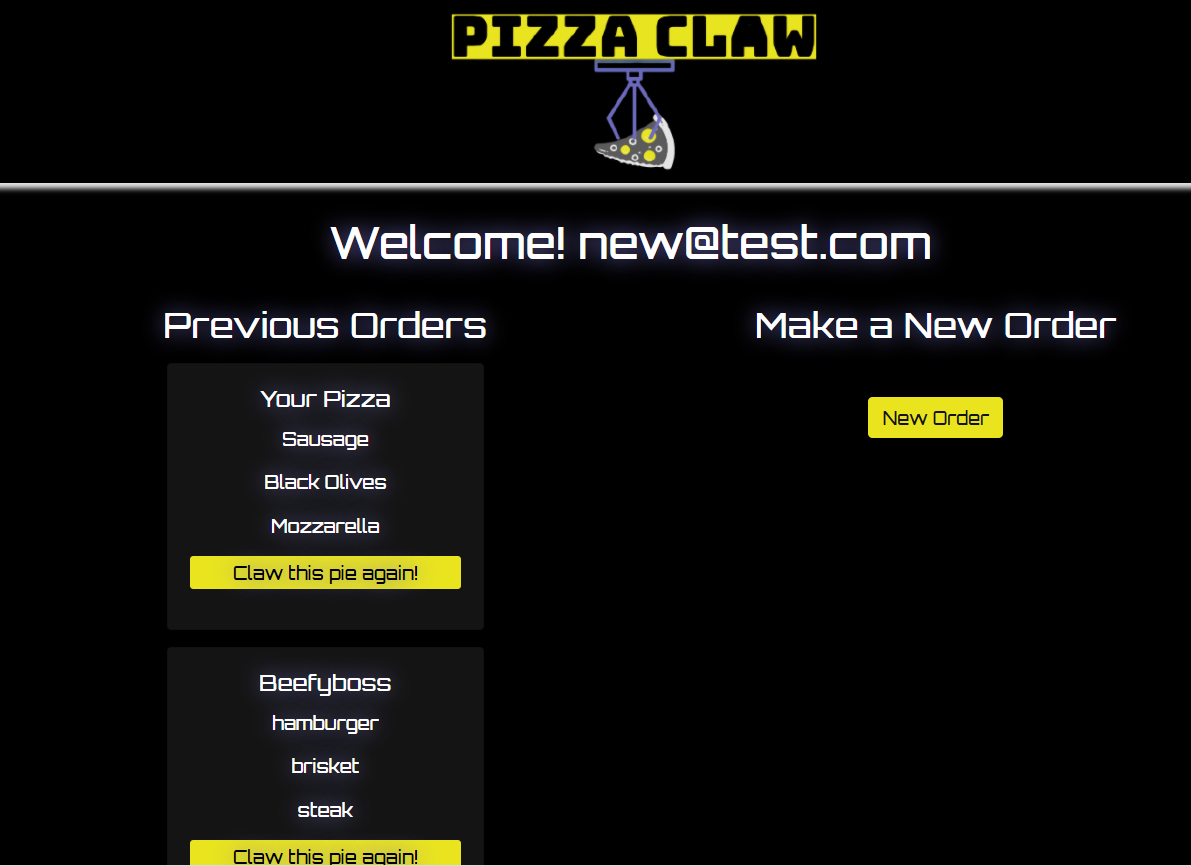 PIZZA CLAW
Welcome! new@test.com
Previous Orders
Your Pizza
Sausage
Black Olives
Mozzarella
Claw this pie again!
Beefyboss
hamburger
brisket
steak
Claw this pie again!
Make a New Order
New Order